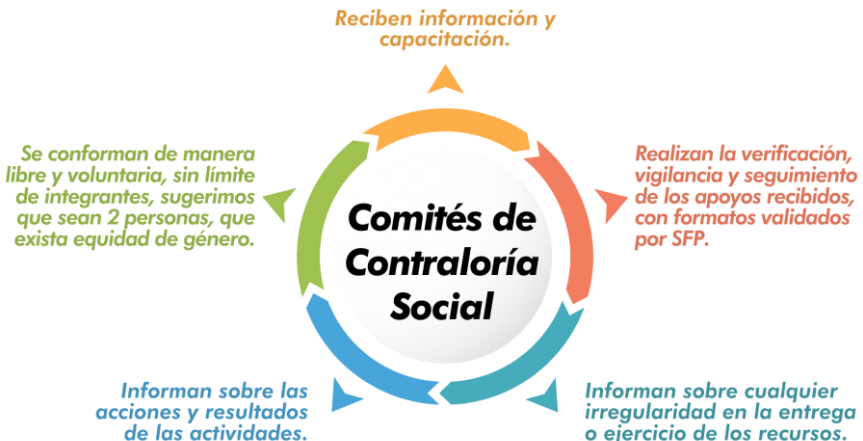 Reciben información y
capacitación.
Se conforman de manera
libre y voluntaria, sin límite
de integrantes, sugerimos
que sean 2 personas, que
exista equidad de género.
Comités de
Contraloría
Social
Realizan la verificación,
vigilancia y seguimiento
de los apoyos recibidos,
con formatos validados
por SFP.
Informan sobre las
acciones y resultados
de las actividades.
Informan sobre cualquier
irregularidad en la entrega
o ejercicio de los recursos.